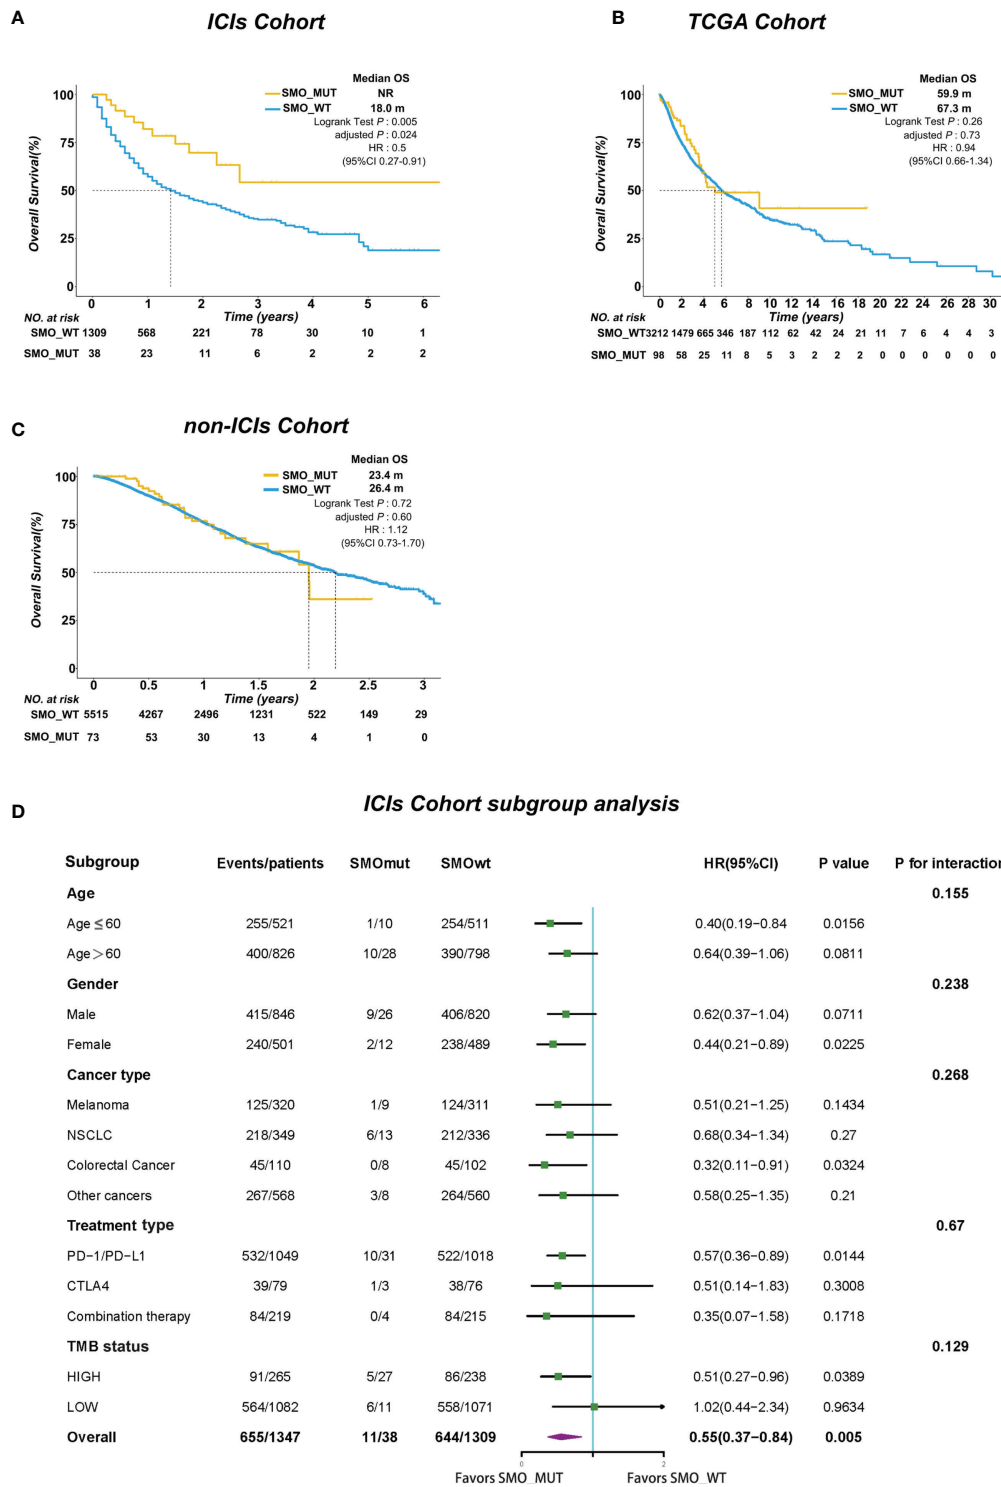 A
ICIs Cohort
Median OS
SMO_MUT NR
SMO_WT 18.0 m
Logrank Test P : 0.005
adjusted P : 0.024
HR : 0.5
(95%CI 0.27-0.91)
Overall Survival(%)
100
75
50
25
0
0 1 2 3 4 5 6
Time (years)
NO. at risk
SMO_WT 1309 568 221 78 30 10 1
SMO_MUT 38 23 11 6 2 2 2
B
TCGA Cohort
Median OS
SMO_MUT 59.9 m
SMO_WT 67.3 m
Logrank Test P : 0.26
adjusted P : 0.73
HR : 0.94
(95%CI 0.66-1.34)
Overall Survival(%)
100
75
50
25
0
0 2 4 6 8 10 12 14 16 18 20 22 24 26 28 30
Time (years)
NO. at risk
SMO_WT 3212 1479 665 346 187 112 62 42 24 21 11 7 6 4 4 3
SMO_MUT 98 58 25 11 8 5 3 2 2 2 0 0 0 0 0 0
C
non-ICIs Cohort
Median OS
SMO_MUT 23.4 m
SMO_WT 26.4 m
Logrank Test P : 0.72
adjusted P : 0.60
HR : 1.12
(95%CI 0.73-1.70)
Overall Survival(%)
100
75
50
25
0
0 0.5 1 1.5 2 2.5 3
Time (years)
NO. at risk
SMO_WT 5515 4267 2496 1231 522 149 29
SMO_MUT 73 53 30 13 4 1 0
D
ICIs Cohort subgroup analysis
Subgroup Events/patients SMOmut SMOwt HR(95%CI) P value P for interaction
Age 0.155
Age≦60 255/521 1/10 254/511 0.40(0.19−0.84 0.0156
Age＞60 400/826 10/28 390/798 0.64(0.39−1.06) 0.0811
Gender 0.238
Male 415/846 9/26 406/820 0.62(0.37−1.04) 0.0711
Female 240/501 2/12 238/489 0.44(0.21−0.89) 0.0225
Cancer type 0.268
Melanoma 125/320 1/9 124/311 0.51(0.21−1.25) 0.1434
NSCLC 218/349 6/13 212/336 0.68(0.34−1.34) 0.27
Colorectal Cancer 45/110 0/8 45/102 0.32(0.11−0.91) 0.0324
Other cancers 267/568 3/8 264/560 0.58(0.25−1.35) 0.21
Treatment type 0.67
PD−1/PD−L1 532/1049 10/31 522/1018 0.57(0.36−0.89) 0.0144
CTLA4 39/79 1/3 38/76 0.51(0.14−1.83) 0.3008
Combination therapy 84/219 0/4 84/215 0.35(0.07−1.58) 0.1718
TMB status 0.129
HIGH 91/265 5/27 86/238 0.51(0.27−0.96) 0.0389
LOW 564/1082 6/11 558/1071 1.02(0.44−2.34) 0.9634
Overall 655/1347 11/38 644/1309 0.55(0.37−0.84) 0.005
0 2
Favors SMO_MUT Favors SMO_WT